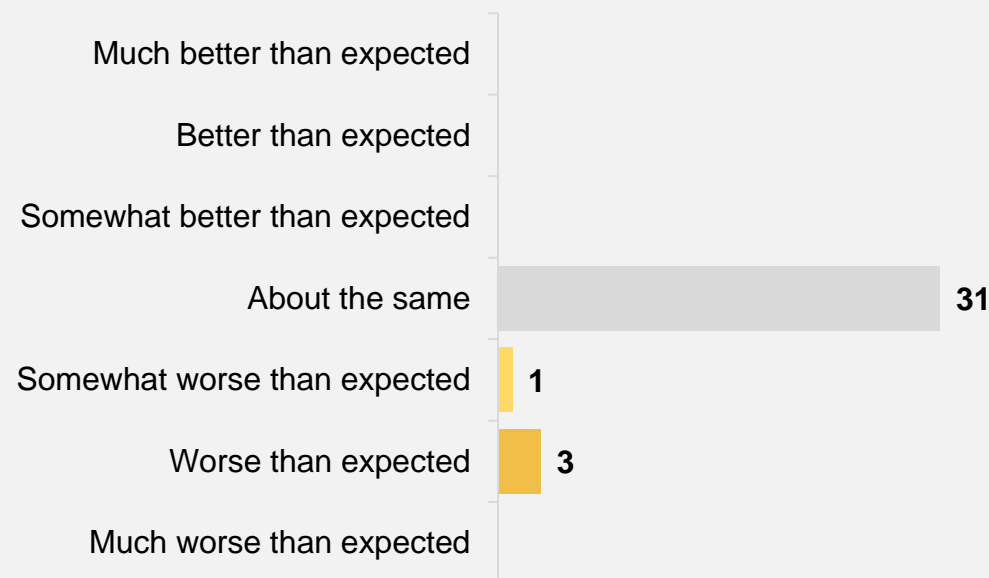 Much better than expected
Better than expected
Somewhat better than expected
About the same
31
Somewhat worse than expected
1
Worse than expected
3
Much worse than expected